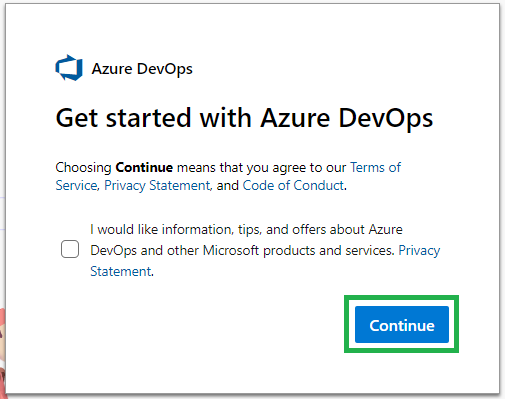 Azure DevOps
Get started with Azure DevOps
Choosing Continue means that you agree to our Terms of
Service, Privacy Statement, and Code of Conduct.
I would like information, tips, and offers about Azure
DevOps and other Microsoft products and services. Privacy
Statement.
Continue